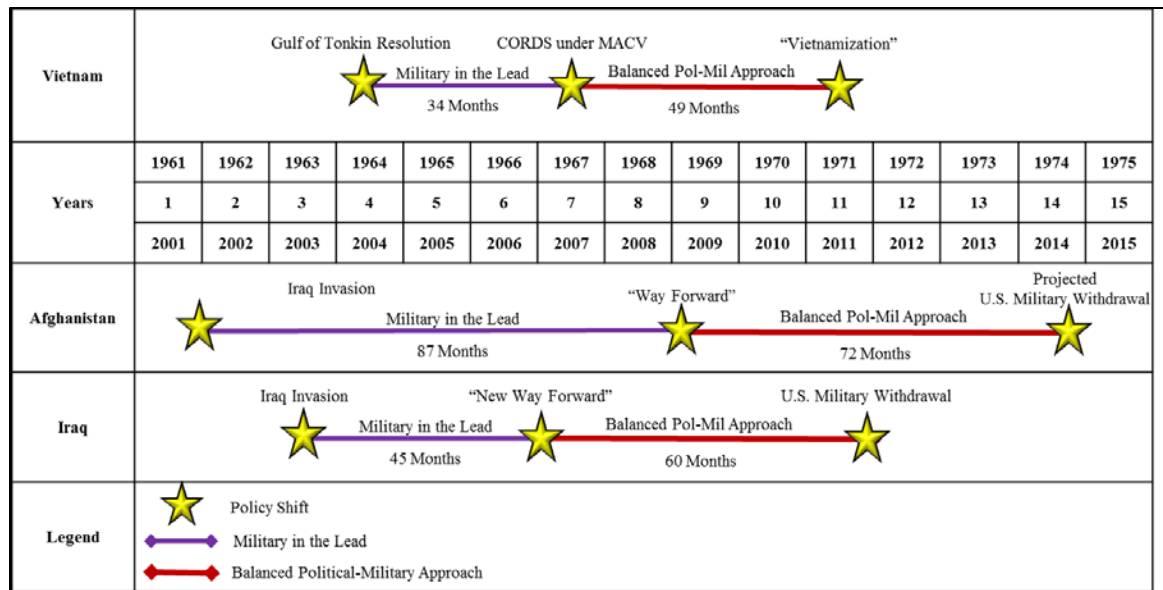 Gulf of Tonkin Resolution CORDS under MACV “Vietnamization”
Vietnam
Military in the Lead Balanced Pol-Mil Approach
34 Months 49 Months
1961 1962 1963 1964 1965 1966 1967 1968 1969 1970 1971 1972 1973 1974 1975
Years 1 2 3 4 5 6 7 8 9 10 11 12 13 14 15
2001 2002 2003 2004 2005 2006 2007 2008 2009 2010 2011 2012 2013 2014 2015
Projected
Iraq Invasion “Way Forward” U.S. Military Withdrawal
Afghanistan
Military in the Lead Balanced Pol-Mil Approach
87 Months 72 Months
Iraq Invasion “New Way Forward” U.S. Military Withdrawal
Iraq
Military in the Lead Balanced Pol-Mil Approach
45 Months 60 Months
Legend
Policy Shift
Military in the Lead
Balanced Political-Military Approach